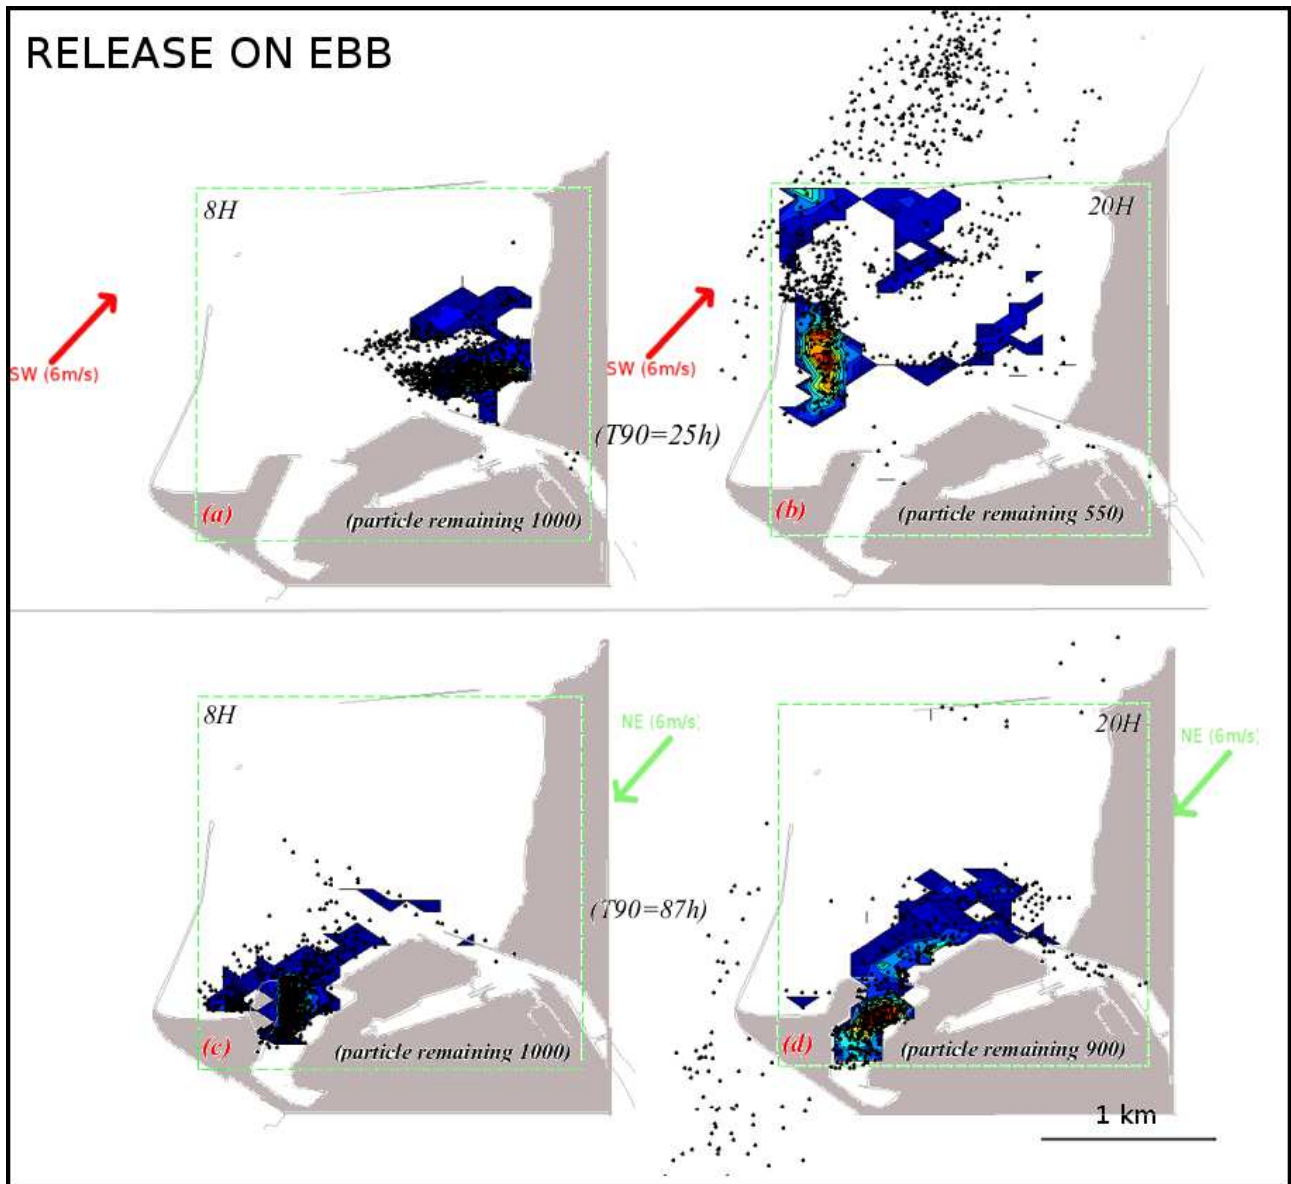 RELEASE ON EBB
8H
20H
SW (6m/s)
SW (6m/s)
(T90=25h)
(a)
(particle remaining 1000)
(b)
(particle remaining 550)
8H
NE (6m/s)
20H
NE (6m/s)
(T90=87h)
(c)
(particle remaining 1000)
(d)
(particle remaining 900)
1 km